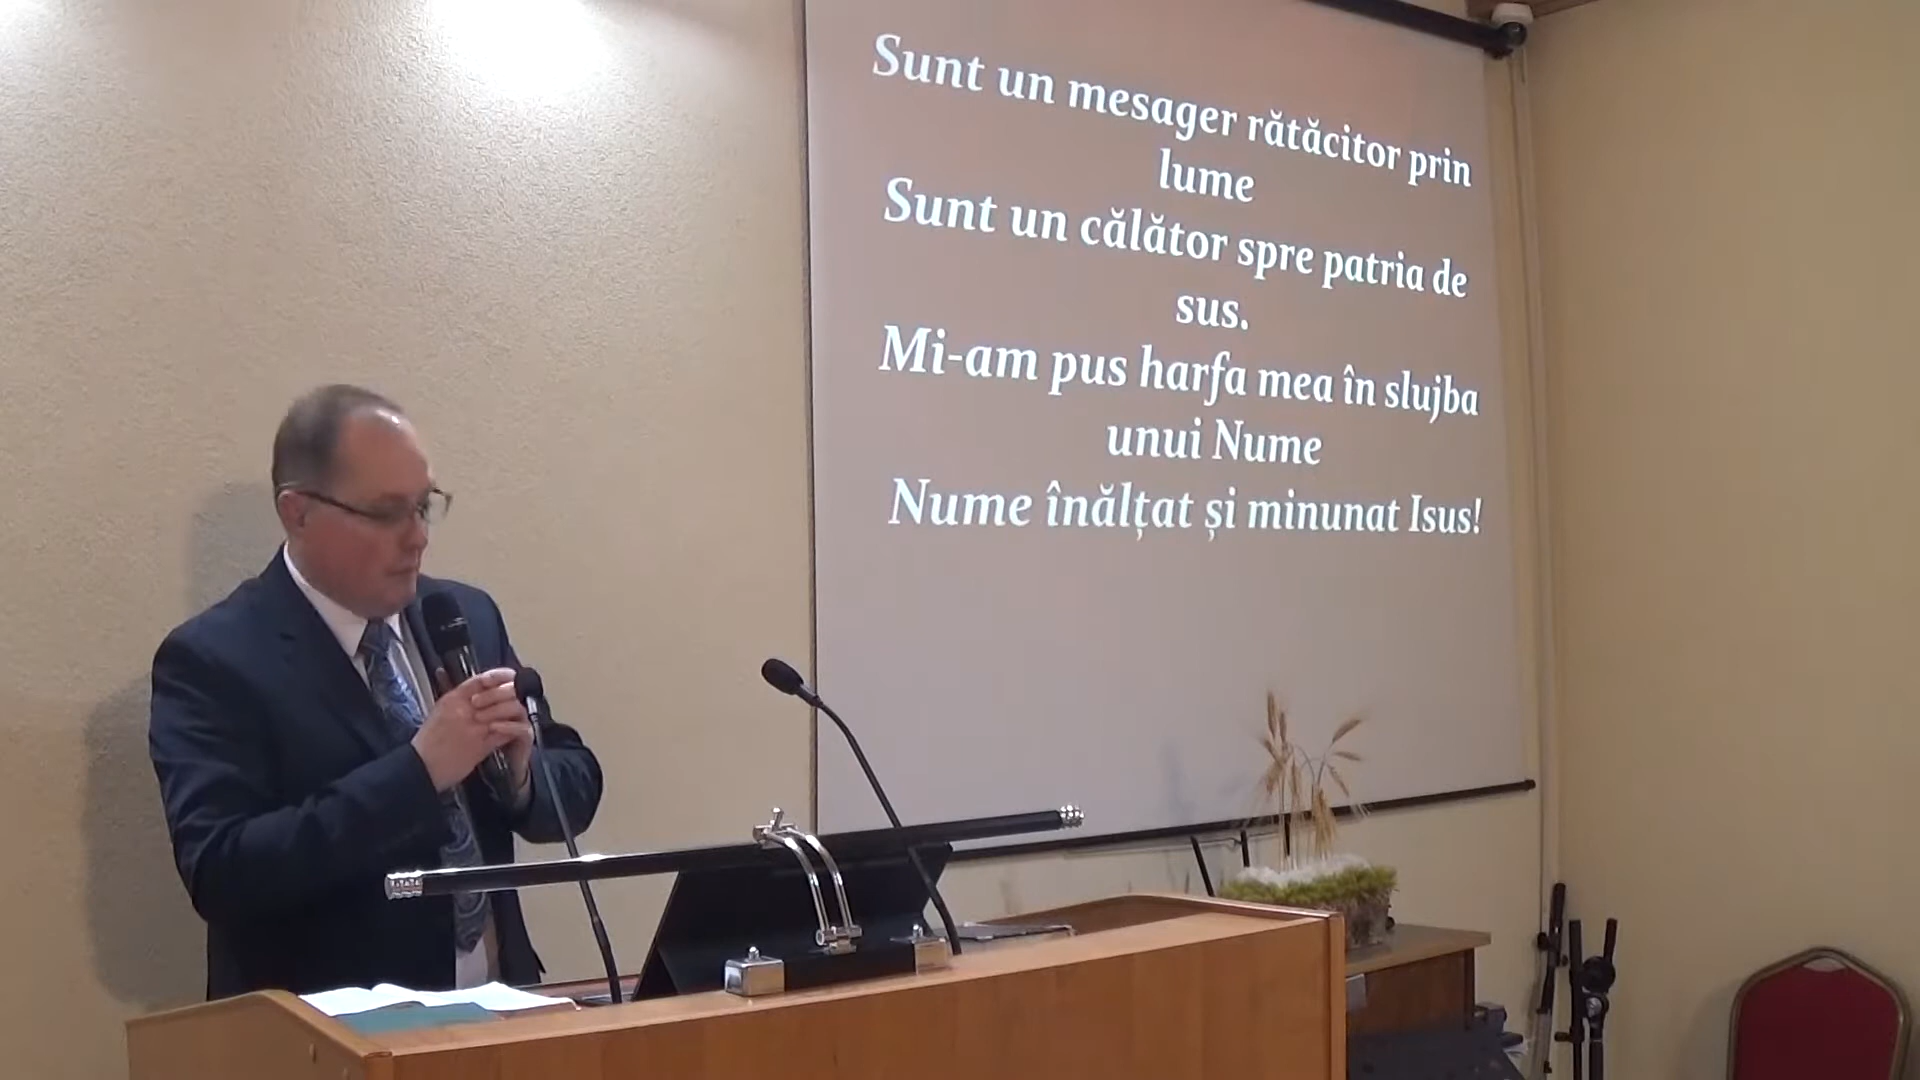 Sunt un mesager rătăcitor prin
lume
Sunt un călător spre patria de
sus.
Mi-am pus harfa mea în slujba
unui Nume
Nume înălțat și minunat Isus!